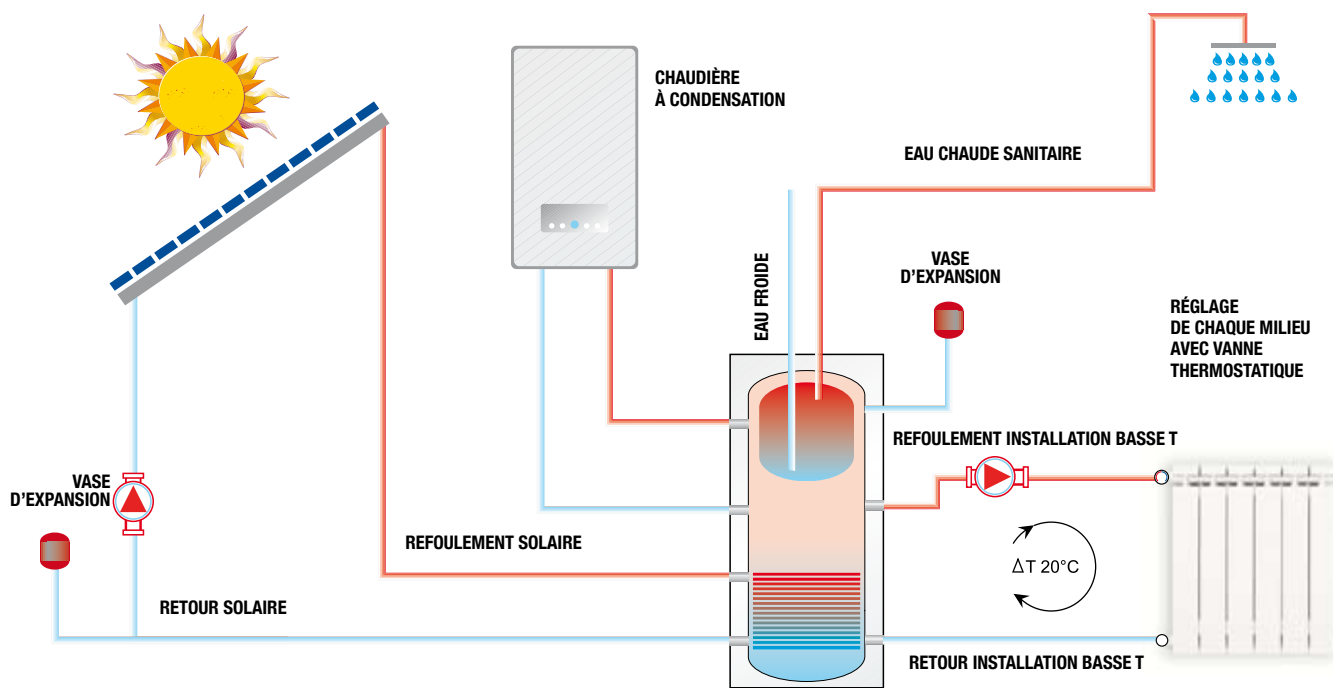 CHAUDIÈRE
À CONDENSATION
EAU CHAUDE SANITAIRE
EAU FROIDE
VASE
D’EXPANSION
RÉGLAGE
DE CHAQUE MILIEU
AVEC VANNE
THERMOSTATIQUE
REFOULEMENT INSTALLATION BASSE T
VASE
D’EXPANSION
REFOULEMENT SOLAIRE
ΔT 20°C
RETOUR SOLAIRE
RETOUR INSTALLATION BASSE T